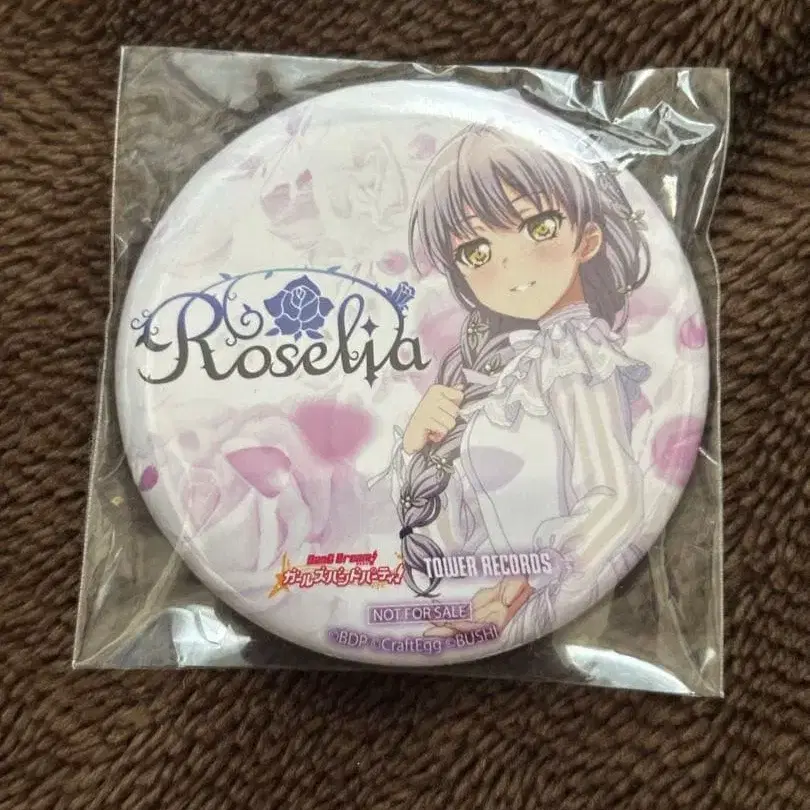 Roselia
BanG Dream!
ガールズバンドパーティ!
TOWER RECORDS
NOT FOR SALE
©BDP ©CraftEgg ©BUSHI